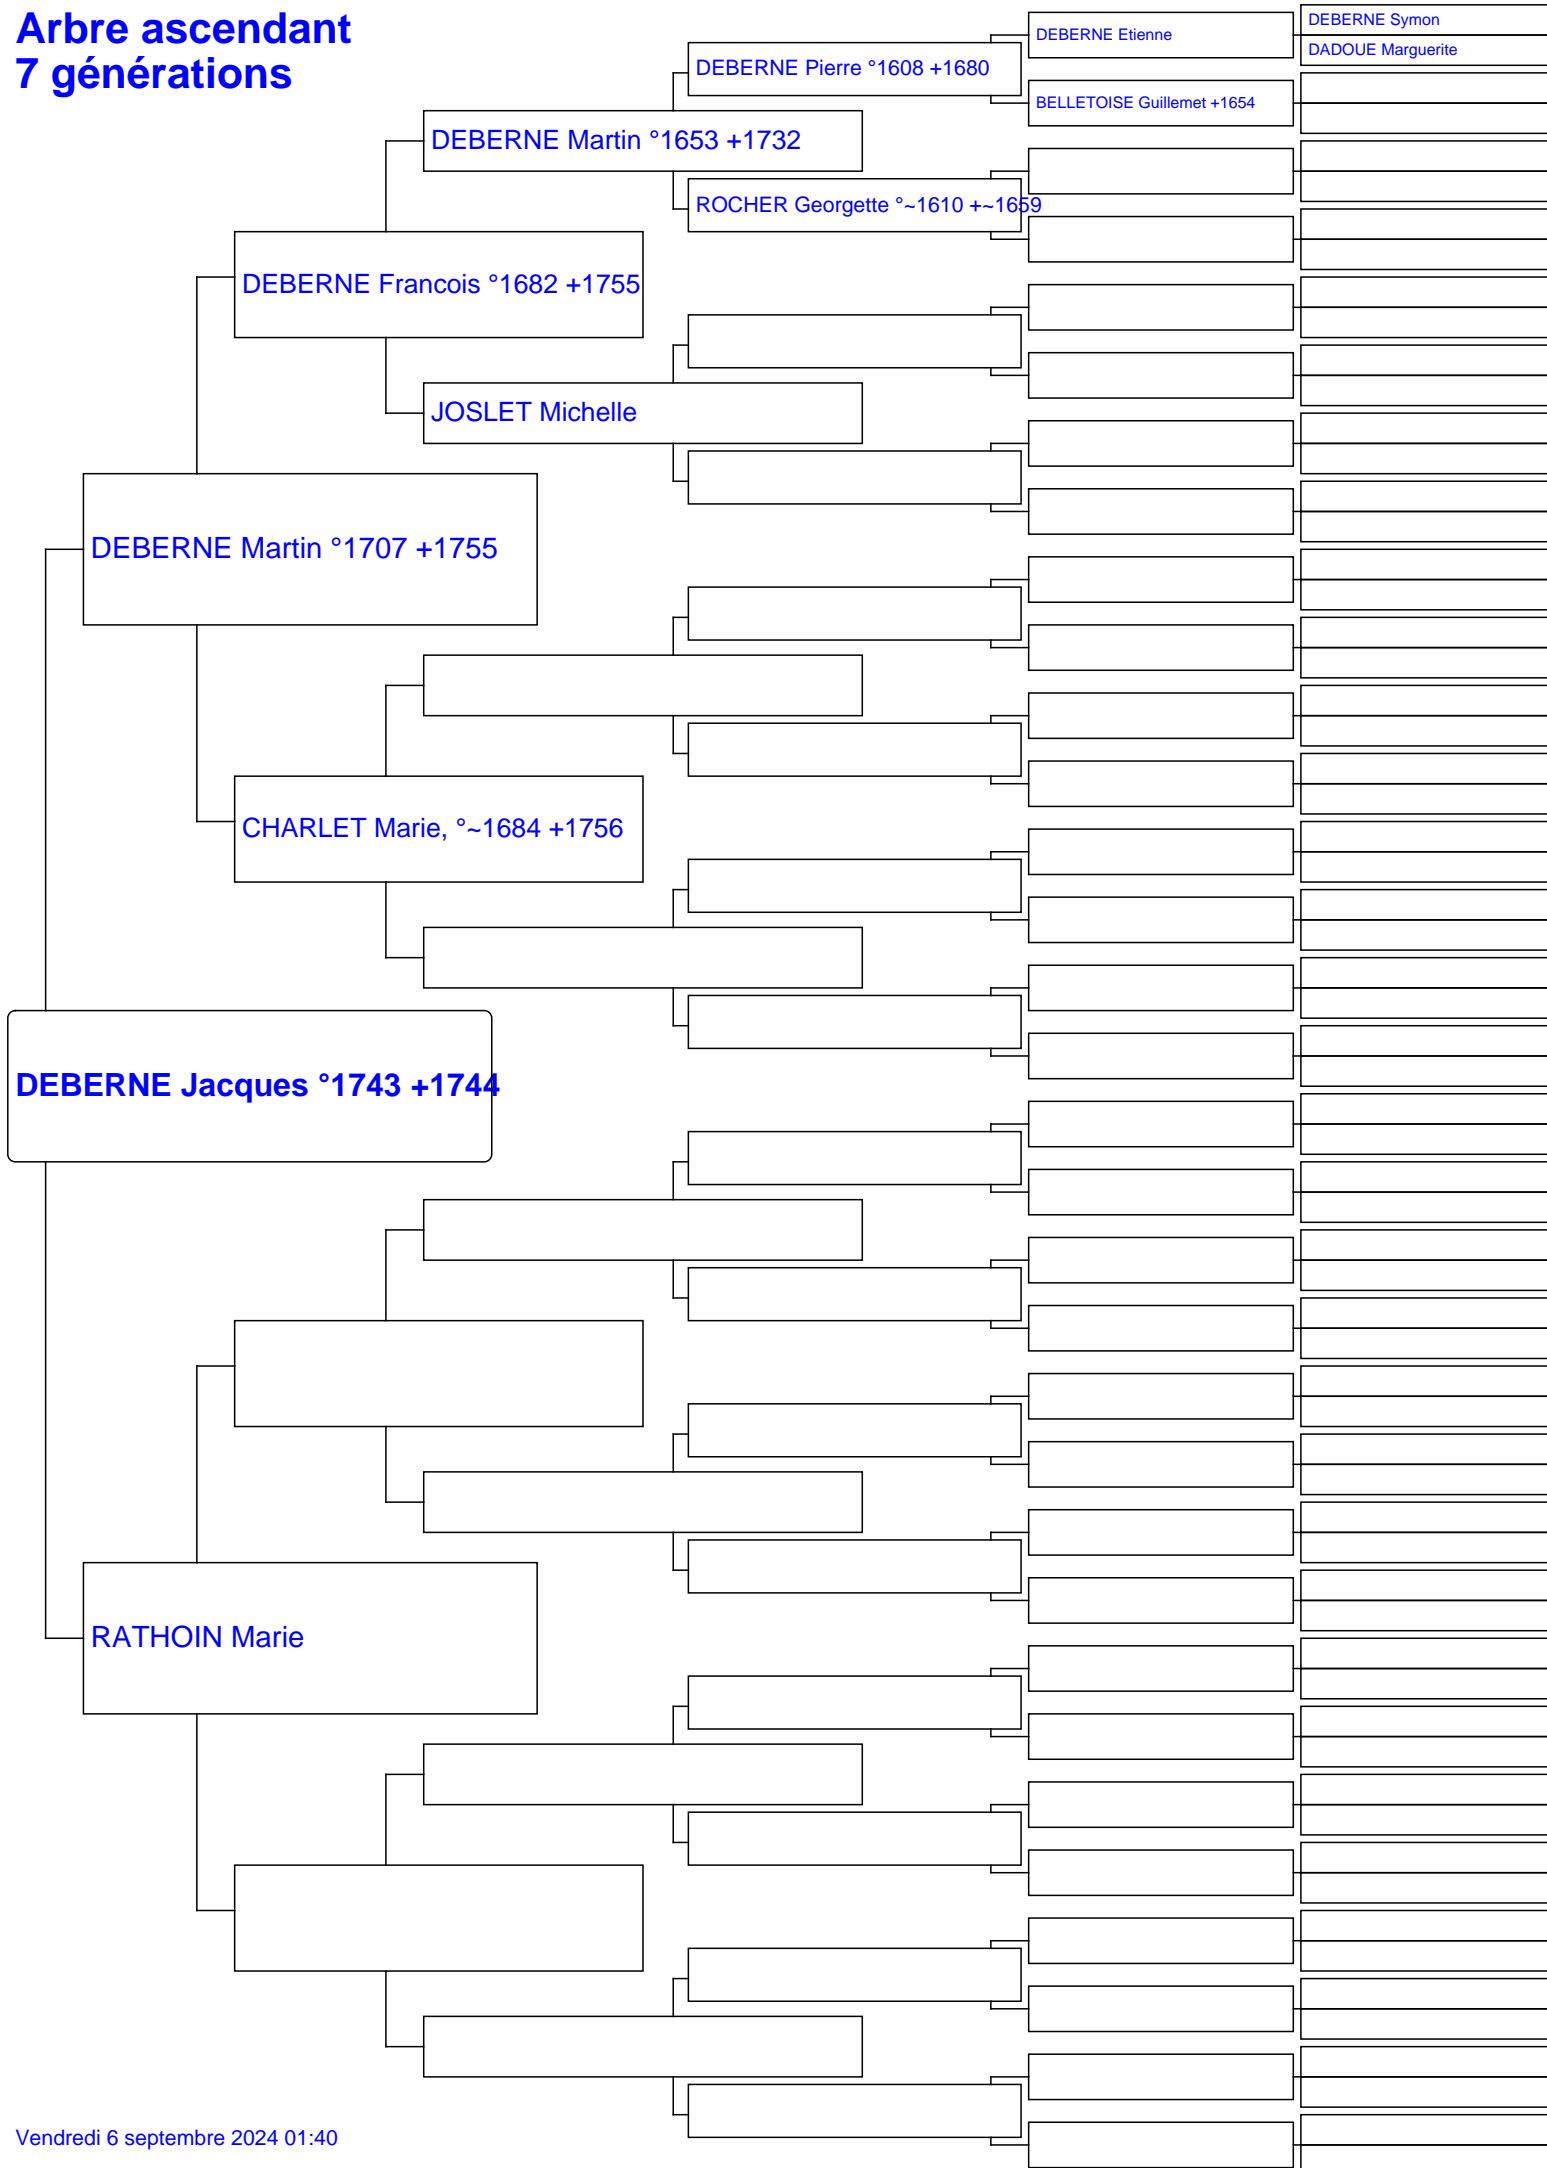 Arbre ascendant
7 générations
DEBERNE Symon
DEBERNE Etienne
DADOUE Marguerite
DEBERNE Pierre °1608 +1680
BELLETOISE Guillemet +1654
DEBERNE Martin °1653 +1732
ROCHER Georgette °~1610 +~1659
DEBERNE Francois °1682 +1755
JOSLET Michelle
DEBERNE Martin °1707 +1755
CHARLET Marie, °~1684 +1756
DEBERNE Jacques °1743 +1744
RATHOIN Marie
Vendredi 6 septembre 2024 01:40